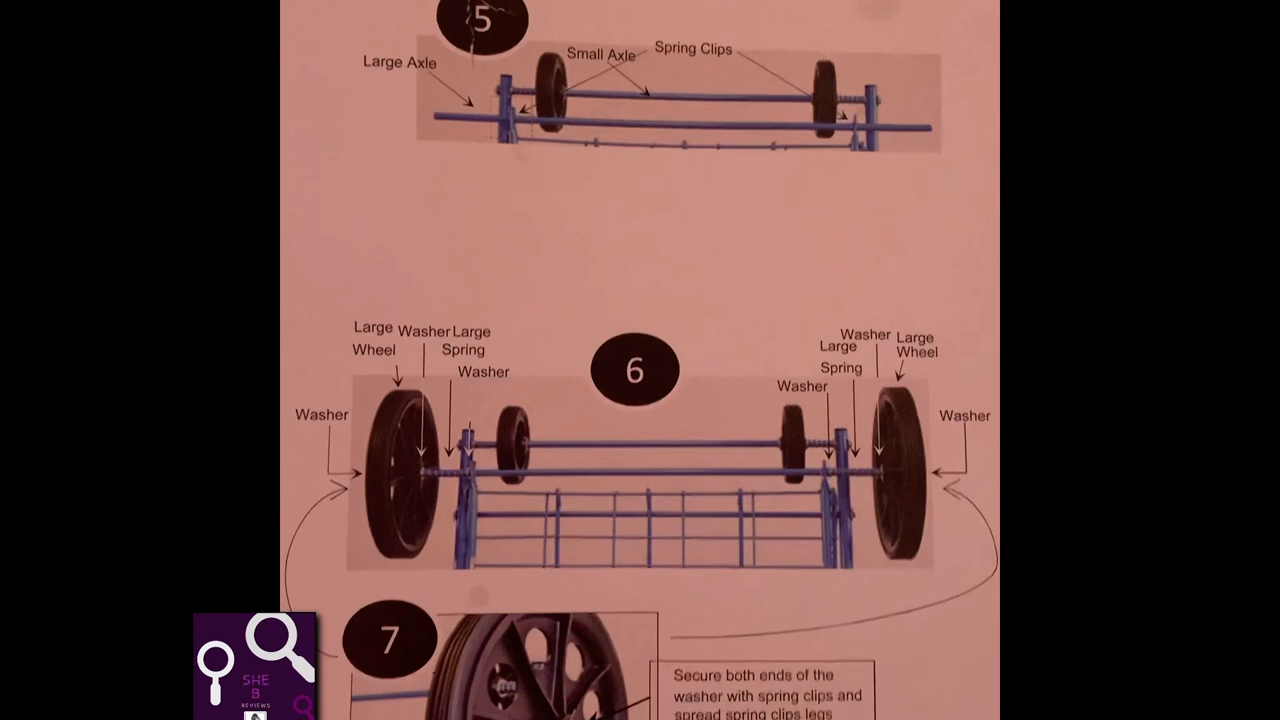 5
Large Axle
Small Axle
Spring Clips
6
Large
Wheel
Washer
Large
Spring
Washer
Washer
Washer
Large
Wheel
Large
Spring
Washer
Washer
7
Secure both ends of the
washer with spring clips and
spread spring clips legs
SHE
B
REVIEWS